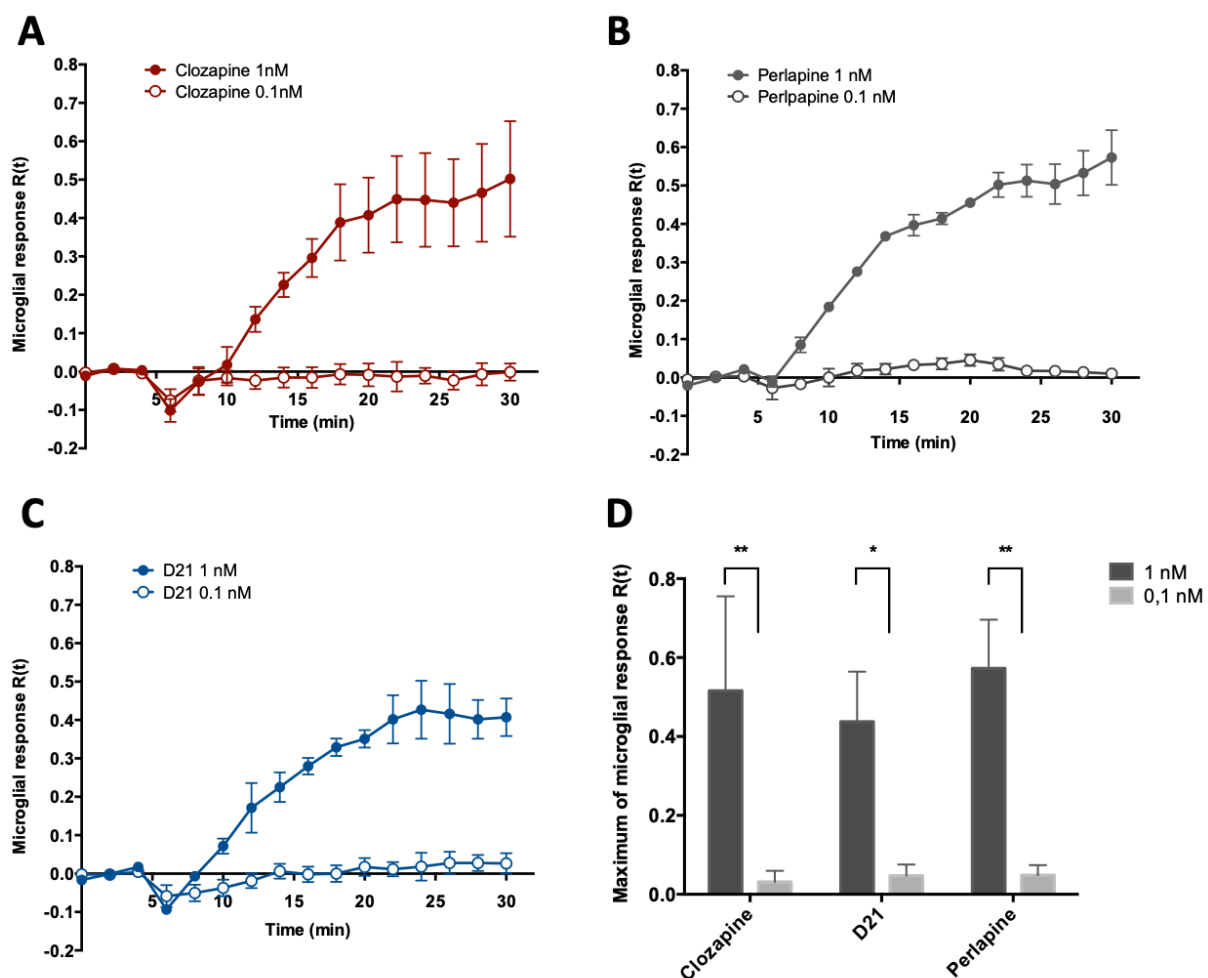 A
0.8
0.7
0.6
0.5
0.4
0.3
0.2
0.1
0.0
-0.1
-0.2
Microglial response R(t)
Clozapine 1nM
Clozapine 0.1nM
5 10 15 20 25 30
Time (min)
B
0.8
0.7
0.6
0.5
0.4
0.3
0.2
0.1
0.0
-0.1
-0.2
Microglial response R(t)
Perlapine 1 nM
Perlpapine 0.1 nM
5 10 15 20 25 30
Time (min)
C
0.8
0.7
0.6
0.5
0.4
0.3
0.2
0.1
0.0
-0.1
-0.2
Microglial response R(t)
D21 1 nM
D21 0.1 nM
5 10 15 20 25 30
Time (min)
D
** * **
0.8
0.6
0.4
0.2
0.0
Maximum of microglial response R(t)
1 nM
0,1 nM
Clozapine
D21
Perlapine